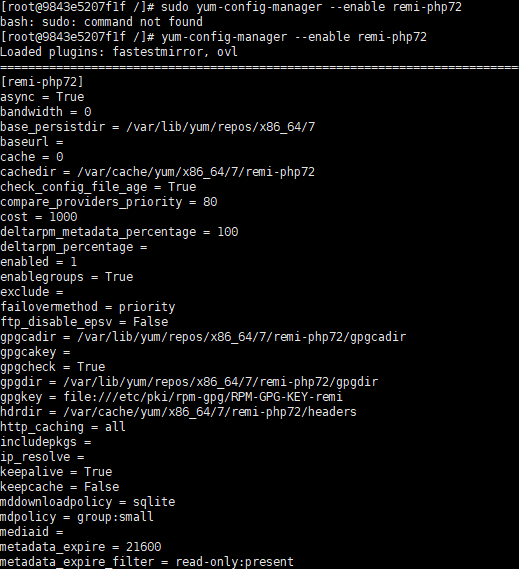 [root@9843e5207f1f /]# sudo yum-config-manager --enable remi-php72
bash: sudo: command not found
[root@9843e5207f1f /]# yum-config-manager --enable remi-php72
Loaded plugins: fastestmirror, ovl
================================================================================
[remi-php72]
async = True
bandwidth = 0
base_persistdir = /var/lib/yum/repos/x86_64/7
baseurl =
cache = 0
cachedir = /var/cache/yum/x86_64/7/remi-php72
check_config_file_age = True
compare_providers_priority = 80
cost = 1000
deltarpm_metadata_percentage = 100
deltarpm_percentage =
enabled = 1
enablegroups = True
exclude =
failovermethod = priority
ftp_disable_epsv = False
gpgcadir = /var/lib/yum/repos/x86_64/7/remi-php72/gpgcadir
gpgcakey =
gpgcheck = True
gpgdir = /var/lib/yum/repos/x86_64/7/remi-php72/gpgdir
gpgkey = file:///etc/pki/rpm-gpg/RPM-GPG-KEY-remi
hdrdir = /var/cache/yum/x86_64/7/remi-php72/headers
http_caching = all
includepkgs =
ip_resolve =
keepalive = True
keepcache = False
mddownloadpolicy = sqlite
mdpolicy = group:small
mediaid =
metadata_expire = 21600
metadata_expire_filter = read-only:present